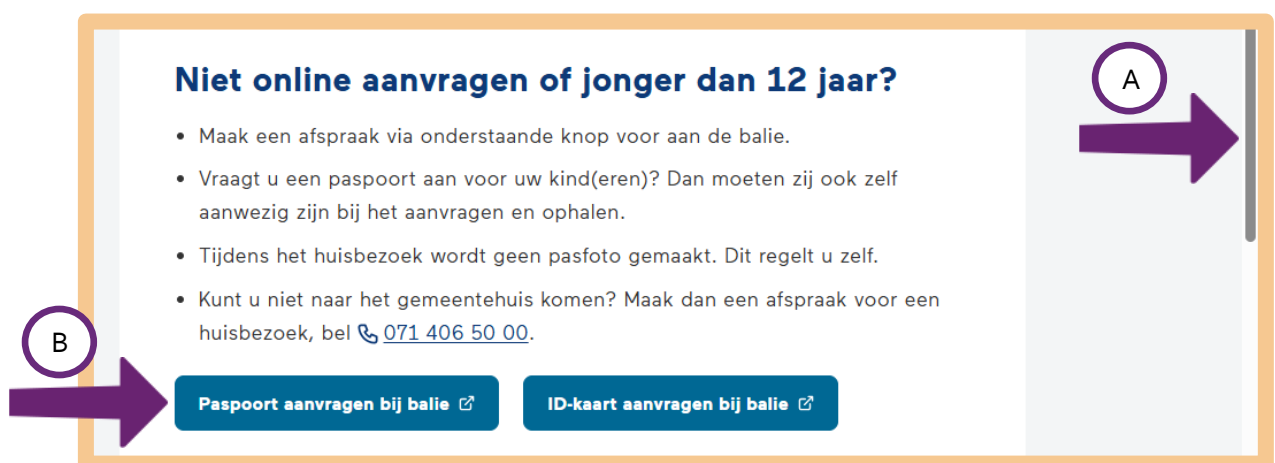 Niet online aanvragen of jonger dan 12 jaar?
A
• Maak een afspraak via onderstaande knop voor aan de balie.
• Vraagt u een paspoort aan voor uw kind(eren)? Dan moeten zij ook zelf
aanwezig zijn bij het aanvragen en ophalen.
• Tijdens het huisbezoek wordt geen pasfoto gemaakt. Dit regelt u zelf.
• Kunt u niet naar het gemeentehuis komen? Maak dan een afspraak voor een
huisbezoek, bel 071 406 50 00.
B
Paspoort aanvragen bij balie
ID-kaart aanvragen bij balie